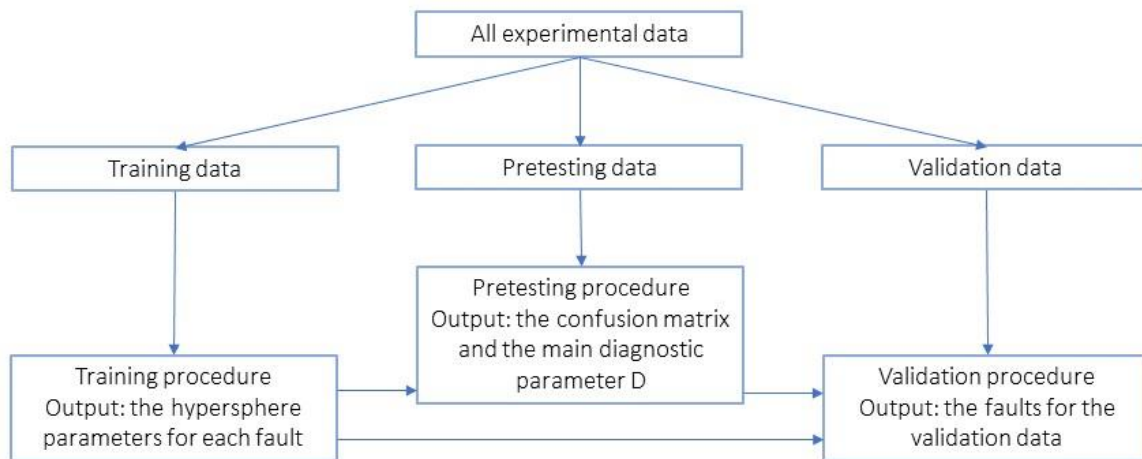 All experimental data
Training data
Pretesting data
Validation data
Pretesting procedure
Output: the confusion matrix
and the main diagnostic
parameter D
Training procedure
Output: the hypersphere
parameters for each fault
Validation procedure
Output: the faults for the
validation data